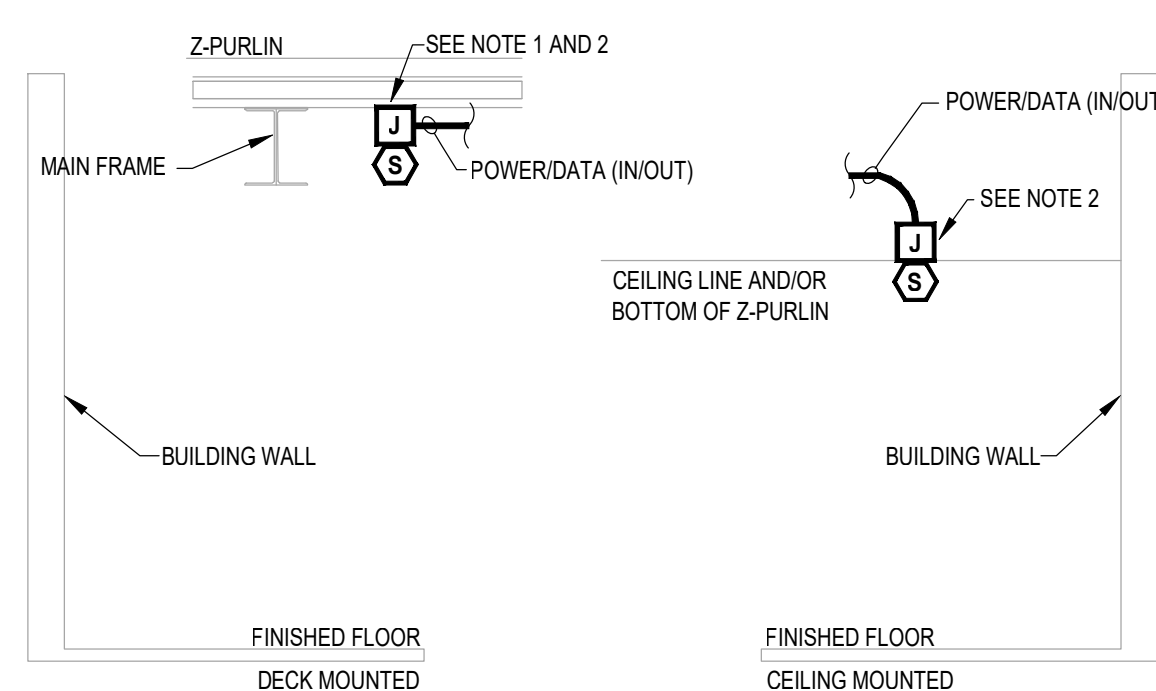 Z-PURLIN
SEE NOTE 1 AND 2
J
S
MAIN FRAME
POWER/DATA (IN/OUT)
BUILDING WALL
FINISHED FLOOR
DECK MOUNTED
POWER/DATA (IN/OUT
SEE NOTE 2
J
S
CEILING LINE AND/OR
BOTTOM OF Z-PURLIN
BUILDING WALL
FINISHED FLOOR
CEILING MOUNTED